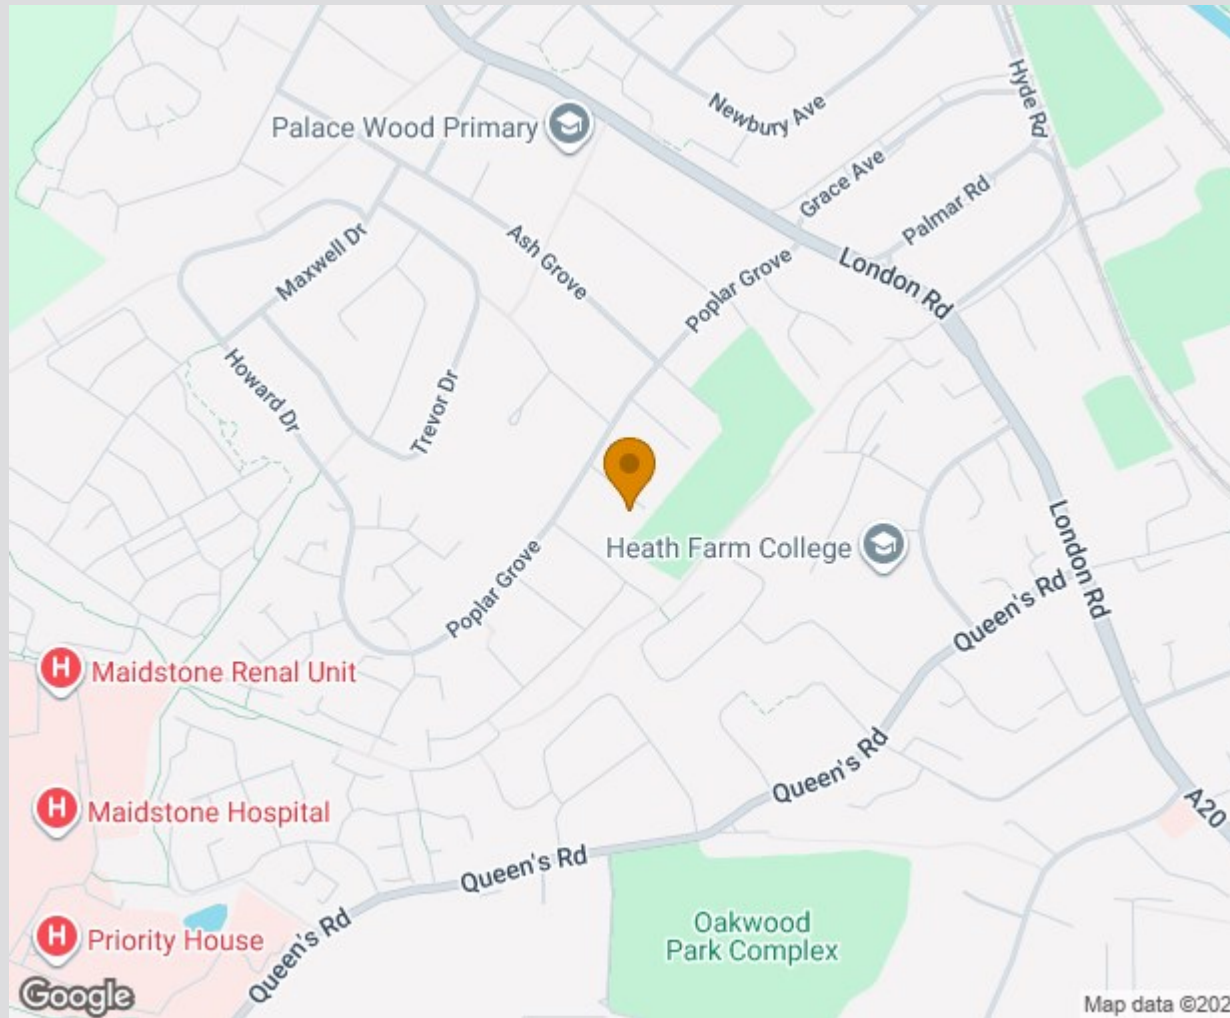 Hyde Rd
Newbury Ave
Palace Wood Primary
Grace Ave
Palmar Rd
Ash Grove
Maxwell Dr
Poplar Grove
London Rd
Howard Dr
Trevor Dr
Heath Farm College
London Rd
Poplar Grove
Queen's Rd
H Maidstone Renal Unit
Queen's Rd
H Maidstone Hospital
A20
Queen's Rd
Oakwood
Park Complex
H Priority House
Queen's Rd
Google
Map data ©202